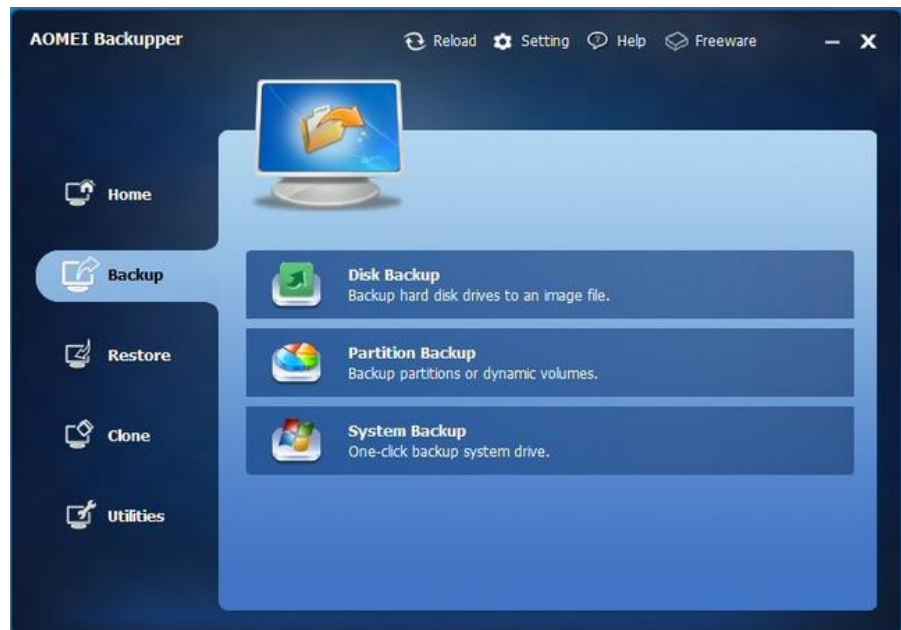 AOMEI Backupper
Reload Setting Help Freeware
Home
Backup
Restore
Clone
Utilities
Disk Backup
Backup hard disk drives to an image file.
Partition Backup
Backup partitions or dynamic volumes.
System Backup
One-click backup system drive.